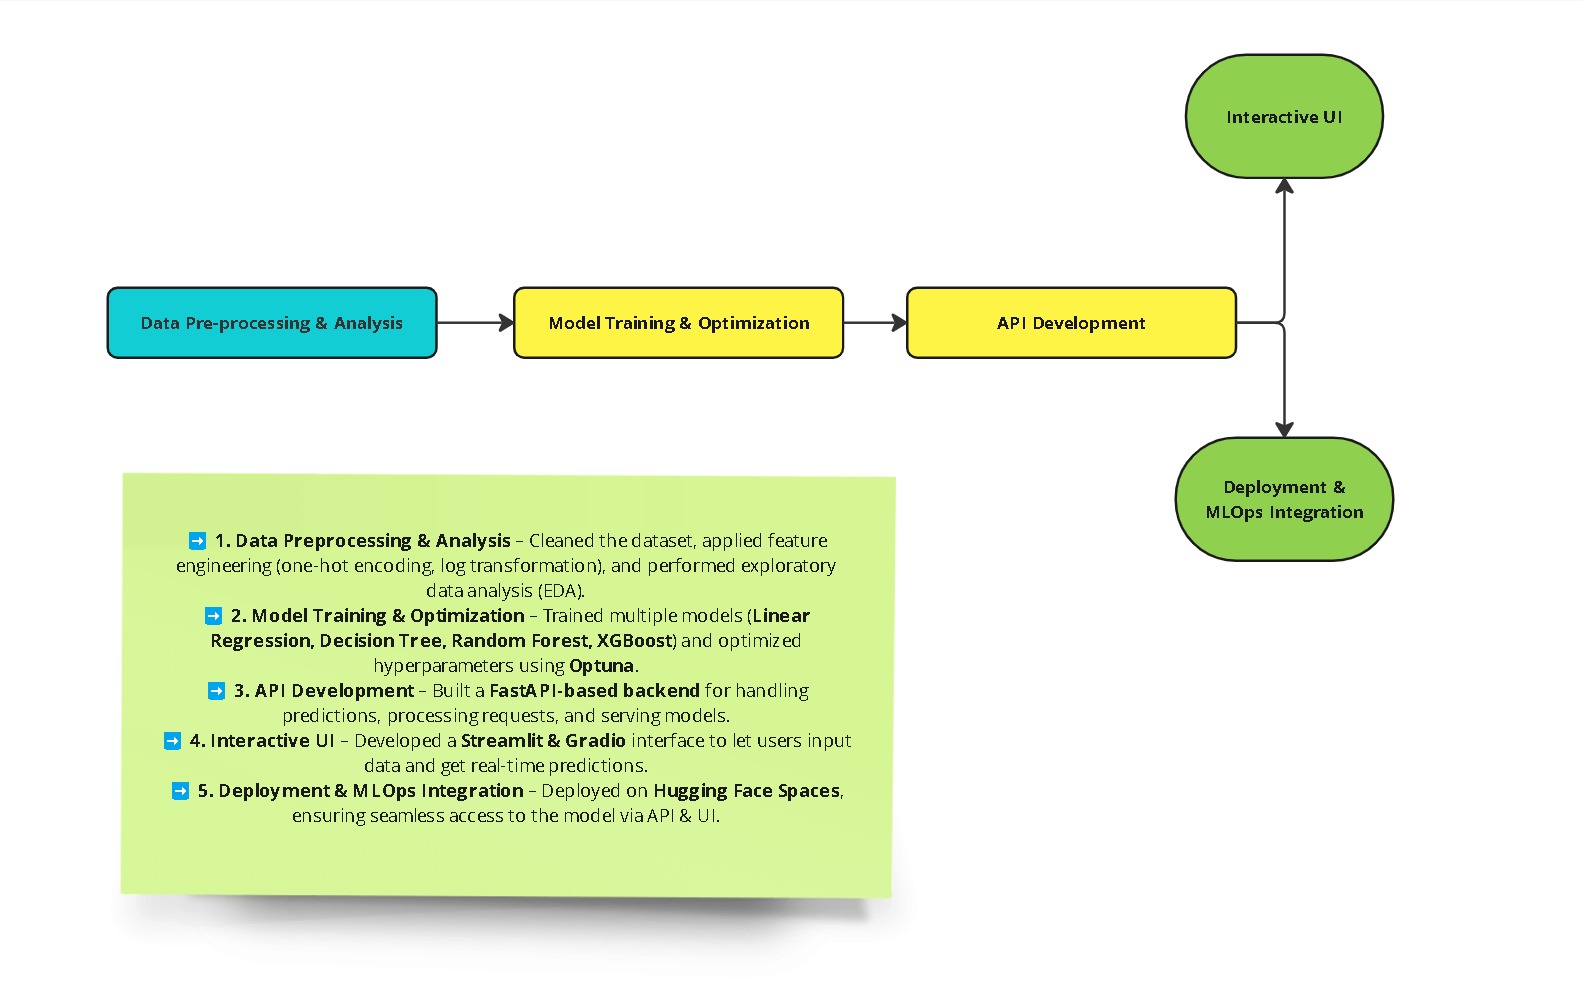 Interactive UI
Data Pre-processing & Analysis
Model Training & Optimization
API Development
Deployment &
MLOps Integration
➡️ 1. Data Preprocessing & Analysis – Cleaned the dataset, applied feature
engineering (one-hot encoding, log transformation), and performed exploratory
data analysis (EDA).
➡️ 2. Model Training & Optimization – Trained multiple models (Linear
Regression, Decision Tree, Random Forest, XGBoost) and optimized
hyperparameters using Optuna.
➡️ 3. API Development – Built a FastAPI-based backend for handling
predictions, processing requests, and serving models.
➡️ 4. Interactive UI – Developed a Streamlit & Gradio interface to let users input
data and get real-time predictions.
➡️ 5. Deployment & MLOps Integration – Deployed on Hugging Face Spaces,
ensuring seamless access to the model via API & UI.